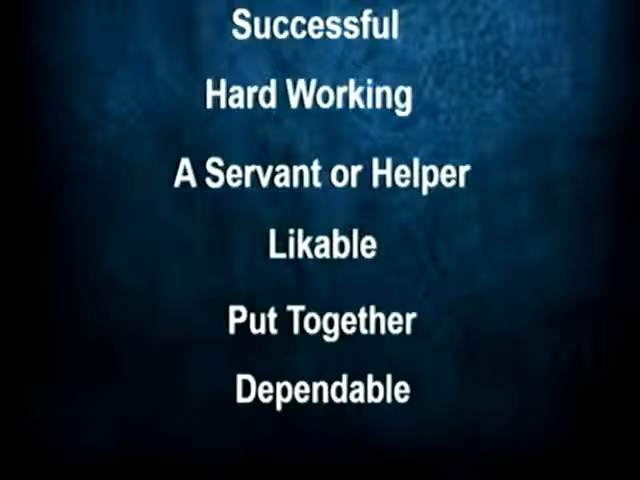 Successful
Hard Working
A Servant or Helper
Likable
Put Together
Dependable